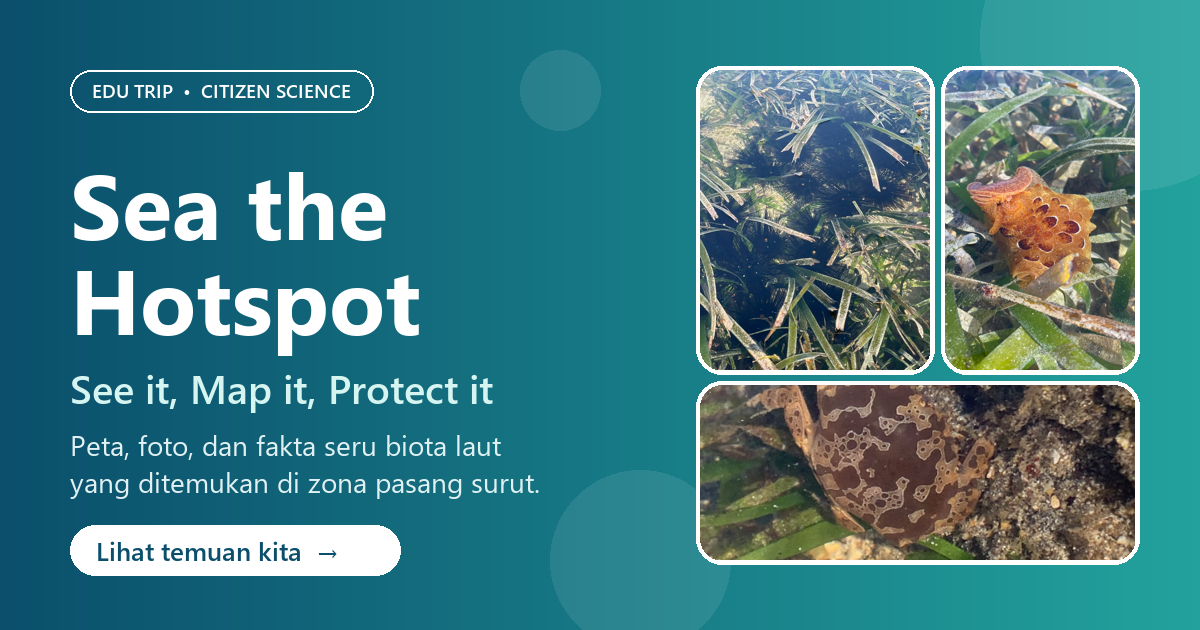 EDU TRIP • CITIZEN SCIENCE
Sea the
Hotspot
See it, Map it, Protect it
Peta, foto, dan fakta seru biota laut
yang ditemukan di zona pasang surut.
Lihat temuan kita →